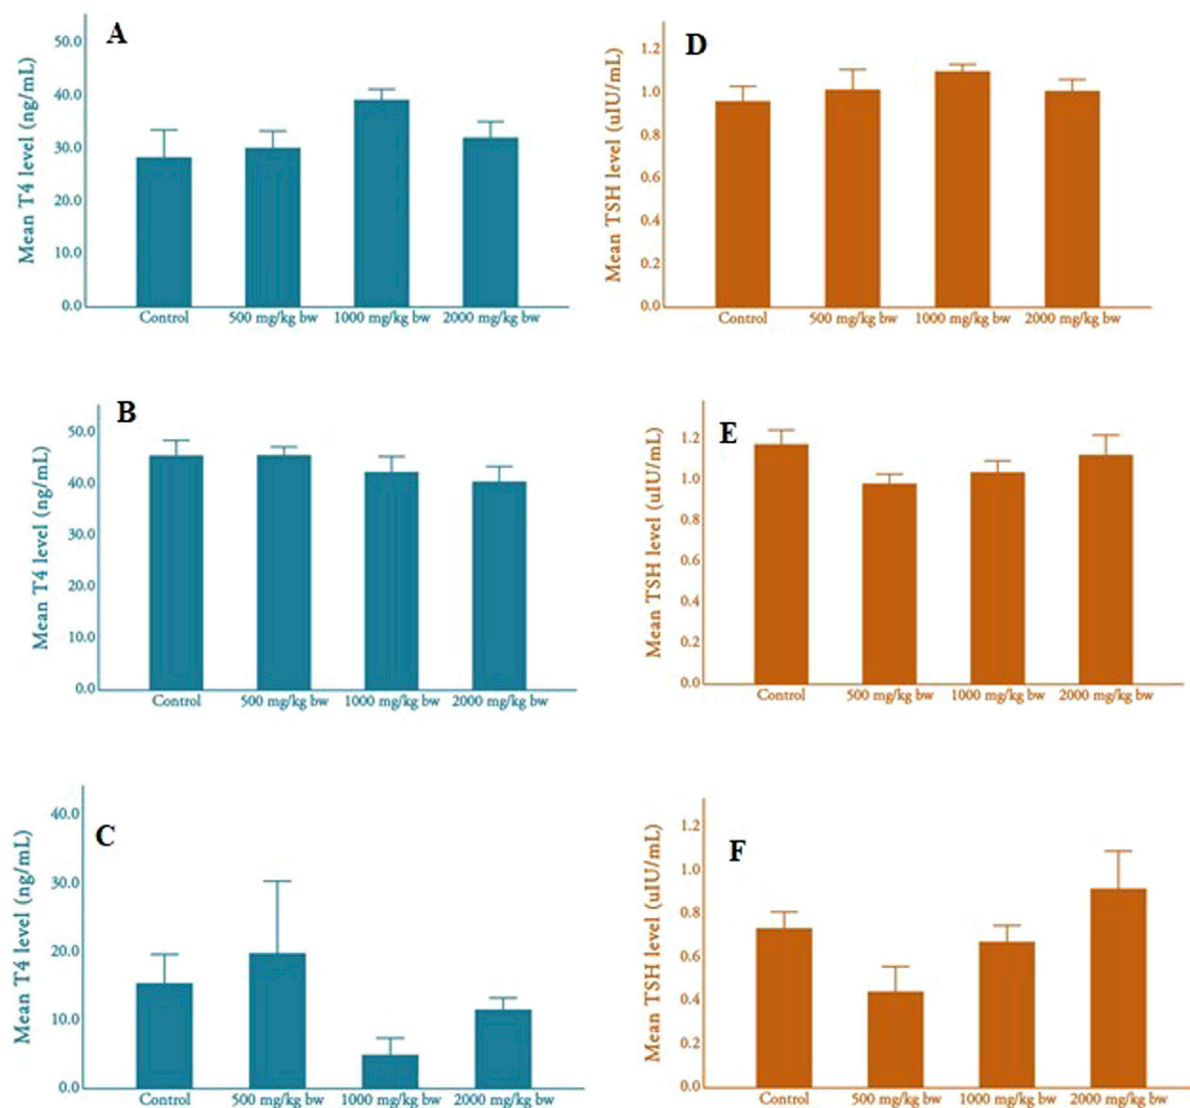 A
Mean T4 level (ng/mL)
50.0
40.0
30.0
20.0
10.0
0.0
Control 500 mg/kg bw 1000 mg/kg bw 2000 mg/kg bw
D
Mean TSH level (uIU/mL)
1.2
1.0
0.8
0.6
0.4
0.2
0.0
Control 500 mg/kg bw 1000 mg/kg bw 2000 mg/kg bw
B
Mean T4 level (ng/mL)
50.0
40.0
30.0
20.0
10.0
0.0
Control 500 mg/kg bw 1000 mg/kg bw 2000 mg/kg bw
E
Mean TSH level (uIU/mL)
1.2
1.0
0.8
0.6
0.4
0.2
0.0
Control 500 mg/kg bw 1000 mg/kg bw 2000 mg/kg bw
C
Mean T4 level (ng/mL)
40.0
30.0
20.0
10.0
0.0
Control 500 mg/kg bw 1000 mg/kg bw 2000 mg/kg bw
F
Mean TSH level (uIU/mL)
1.2
1.0
0.8
0.6
0.4
0.2
0.0
Control 500 mg/kg bw 1000 mg/kg bw 2000 mg/kg bw